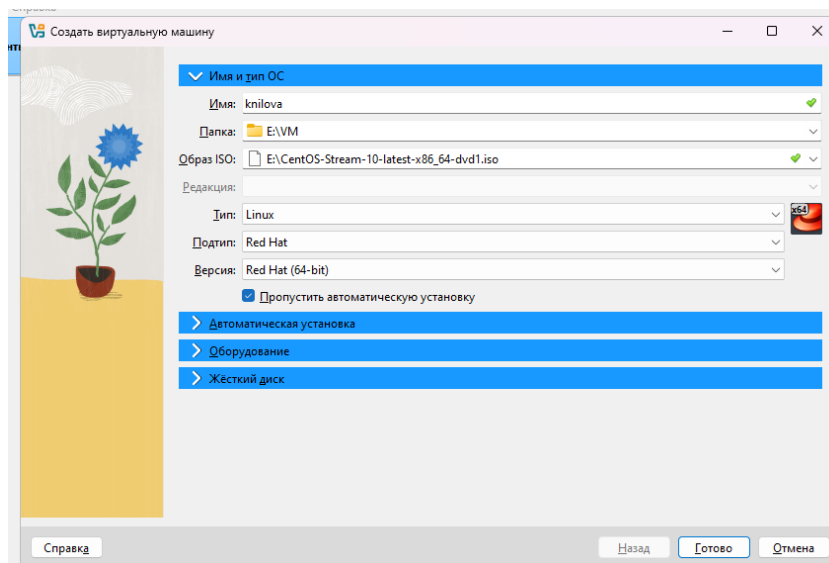 Справка
Создать виртуальную машину
Имя и тип ОС
Имя: knilova
Папка: E:\VM
Образ ISO: E:\CentOS-Stream-10-latest-x86_64-dvd1.iso
Редакция:
Тип: Linux
x64
Подтип: Red Hat
Версия: Red Hat (64-bit)
Пропустить автоматическую установку
Автоматическая установка
Оборудование
Жёсткий диск
Справка
Назад
Готово
Отмена